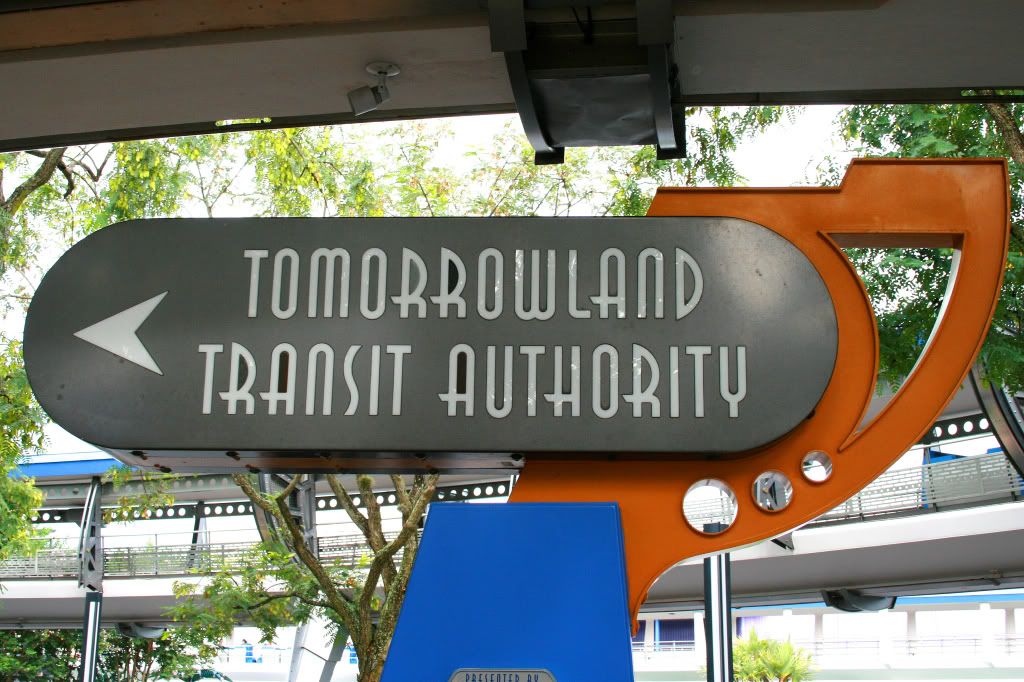 TOMORROWLAND
TRANSIT AUTHORITY
PRESENTED BY